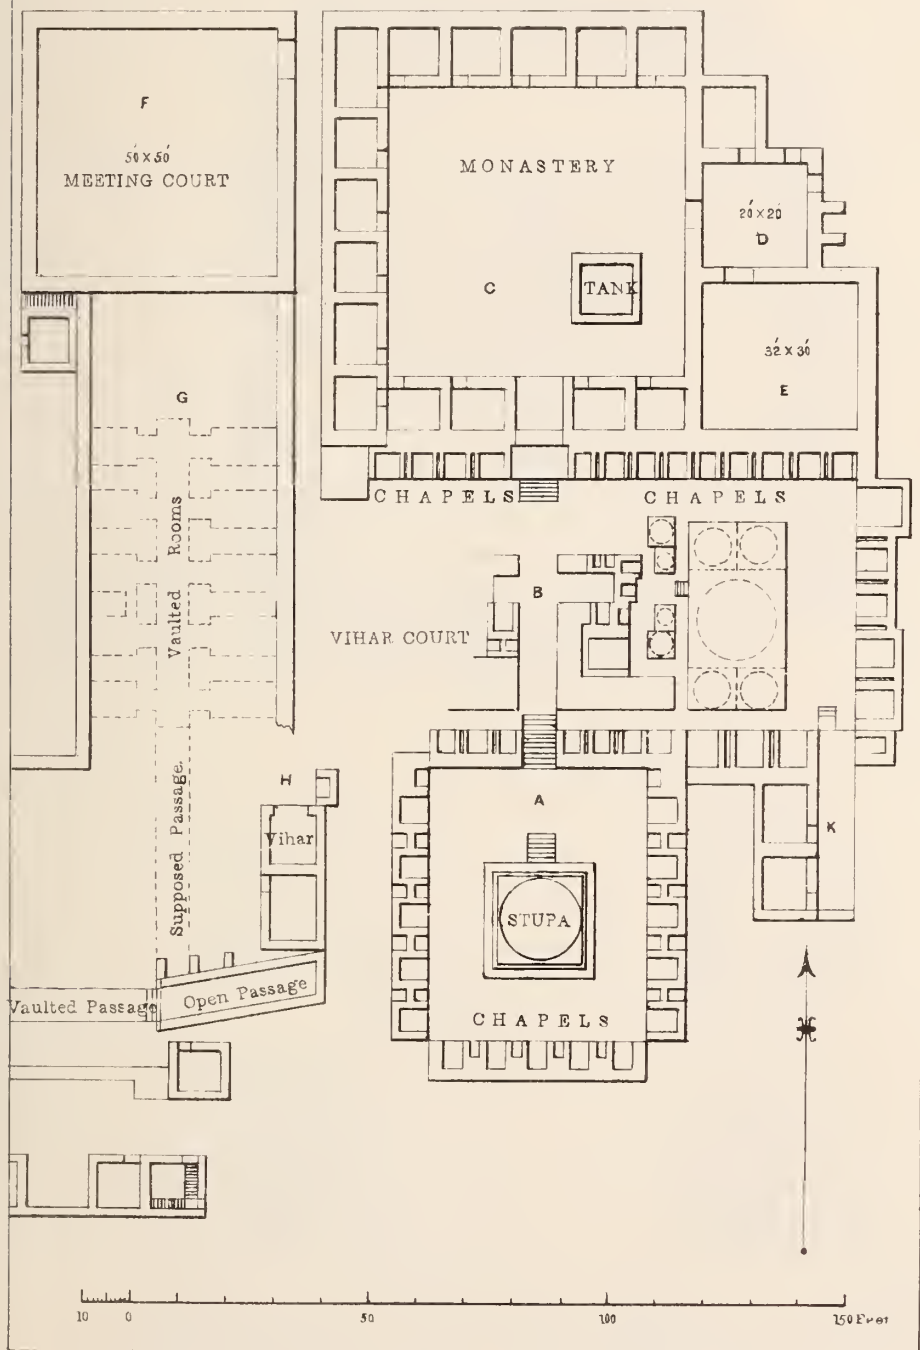 F
50' × 50'
MEETING COURT
MONASTERY
20' × 20'
D
C
TANK
32' × 30'
E
G
CHAPELS
CHAPELS
Vaulted Rooms
B
VIHAR COURT
H
A
Vihar
K
Supposed Passage.
STUPA
Vaulted Passage
Open Passage
CHAPELS
10 0 50 100 150 Feet